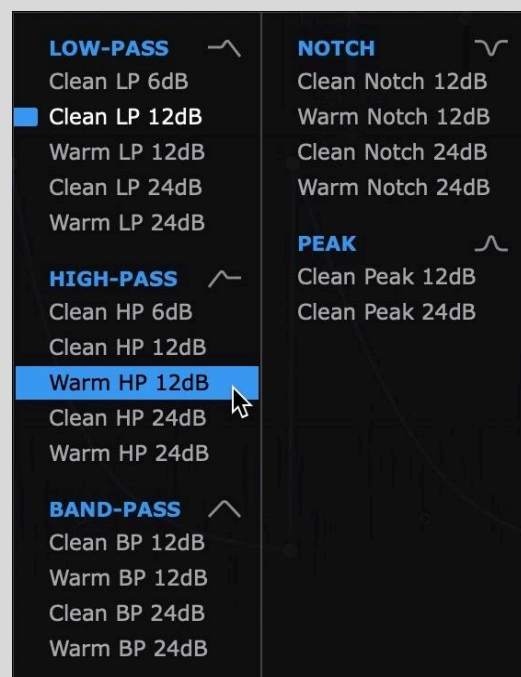 LOW-PASS
Clean LP 6dB
Clean LP 12dB
Warm LP 12dB
Clean LP 24dB
Warm LP 24dB
HIGH-PASS
Clean HP 6dB
Clean HP 12dB
Warm HP 12dB
Clean HP 24dB
Warm HP 24dB
BAND-PASS
Clean BP 12dB
Warm BP 12dB
Clean BP 24dB
Warm BP 24dB
NOTCH
Clean Notch 12dB
Warm Notch 12dB
Clean Notch 24dB
Warm Notch 24dB
PEAK
Clean Peak 12dB
Clean Peak 24dB